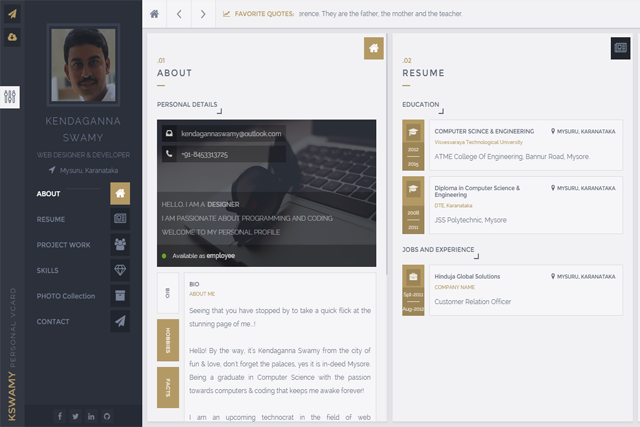 KENDAGANNA
SWAMY
WEB DESIGNER & DEVELOPER
Mysuru, Karanataka
ABOUT
RESUME
PROJECT WORK
SKILLS
PHOTO Collection
CONTACT
KSWAMY PERSONAL VCARD
FAVORITE QUOTES: :rence. They are the father, the mother and the teacher.
.01
ABOUT
PERSONAL DETAILS
kendagannaswamy@outlook.com
+91-8453313725
HELLO, I AM A DESIGNER
I AM PASSIONATE ABOUT PROGRAMMING AND CODING
WELCOME TO MY PERSONAL PROFILE
Available as employee
BIO
HOBBIES
FACTS
BIO
ABOUT ME
Seeing that you have stopped by to take a quick flick at the
stunning page of me..!
Hello! By the way, it's Kendaganna Swamy from the city of
fun & love, don't forget the palaces, yes it is in-deed Mysore.
Being a graduate in Computer Science with the passion
towards computers & coding that keeps me awake forever!
I am an upcoming technocrat in the field of web
.02
RESUME
EDUCATION
2012
2015
COMPUTER SCINCE & ENGINEERING
MYSURU, KARANATAKA
Visvesvaraya Technological University
ATME College Of Engineering, Bannur Road, Mysore.
2008
2011
Diploma in Computer Science &
Engineering
MYSURU, KARANATAKA
DTE, Karanataka
JSS Polytechnic, Mysore
JOBS AND EXPERIENCE
Spt-2011
Aug-2012
Hinduja Global Solutions
MYSURU, KARANATAKA
COMPANY NAME
Customer Relation Officer